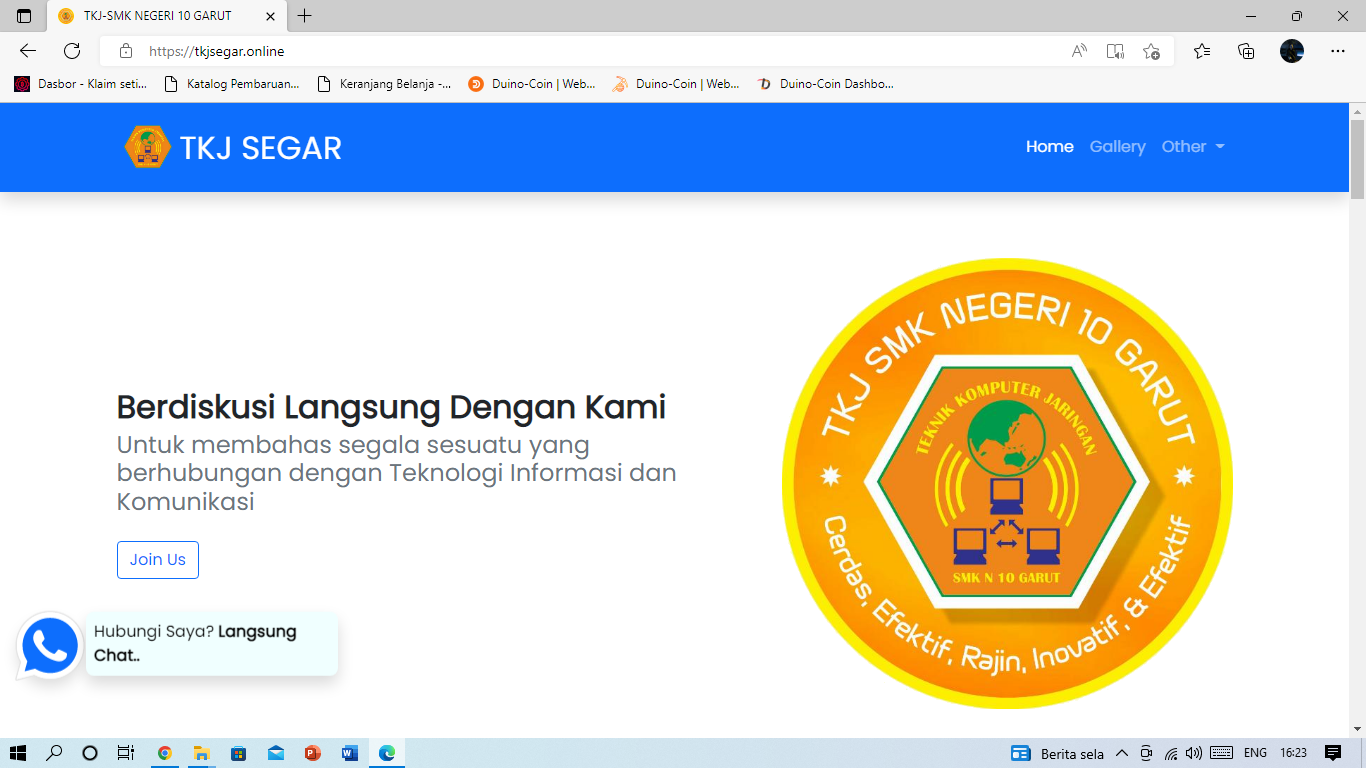 TKJ-SMK NEGERI 10 GARUT
https://tkjsegar.online
Dasbor - Klaim seti...
Katalog Pembaruan...
Keranjang Belanja -...
Duino-Coin | Web...
Duino-Coin | Web...
Duino-Coin Dashbo...
TKJ SEGAR
Home
Gallery
Other
Berdiskusi Langsung Dengan Kami
Untuk membahas segala sesuatu yang
berhubungan dengan Teknologi Informasi dan
Komunikasi
Join Us
Hubungi Saya? Langsung
Chat..
TKJ SMK NEGERI 10 GARUT
TEKNIK KOMPUTER JARINGAN
SMK N 10 GARUT
Cerdas, Efektif, Rajin, Inovatif, & Efektif
Berita sela
ENG
16:23